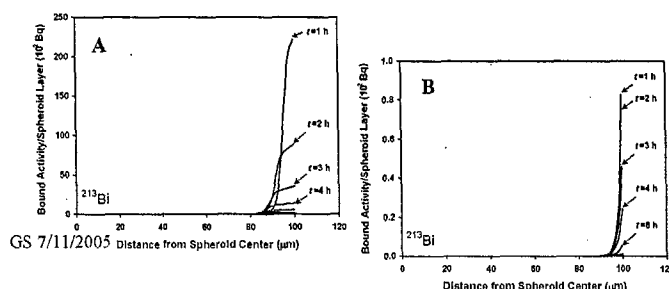 A
Bound Activity/Spheroid Layer (10² Bq)
250
200
150
100
50
0
0 20 40 60 80 100 120
t=1 h
t=2 h
t=3 h
t=4 h
²¹³Bi
GS 7/11/2005
Distance from Spheroid Center (µm)
B
Bound Activity/Spheroid Layer (10² Bq)
1.0
0.8
0.6
0.4
0.2
0.0
0 20 40 60 80 100 12
t=1 h
t=2 h
t=3 h
t=4 h
t=6 h
²¹³Bi
Distance from Spheroid Center (µm)